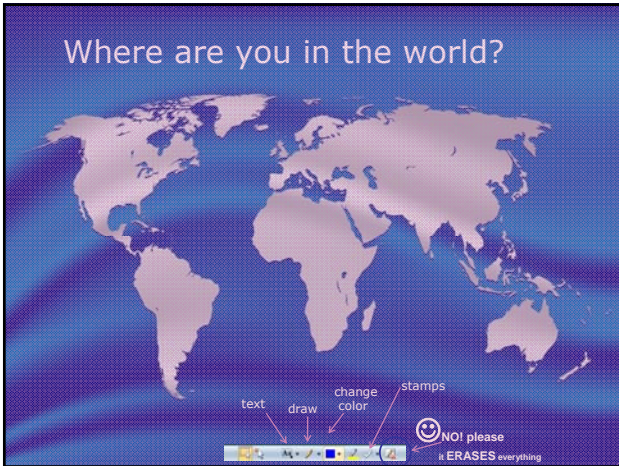 Where are you in the world?
text
draw
change
color
stamps
NO! please
it ERASES everything